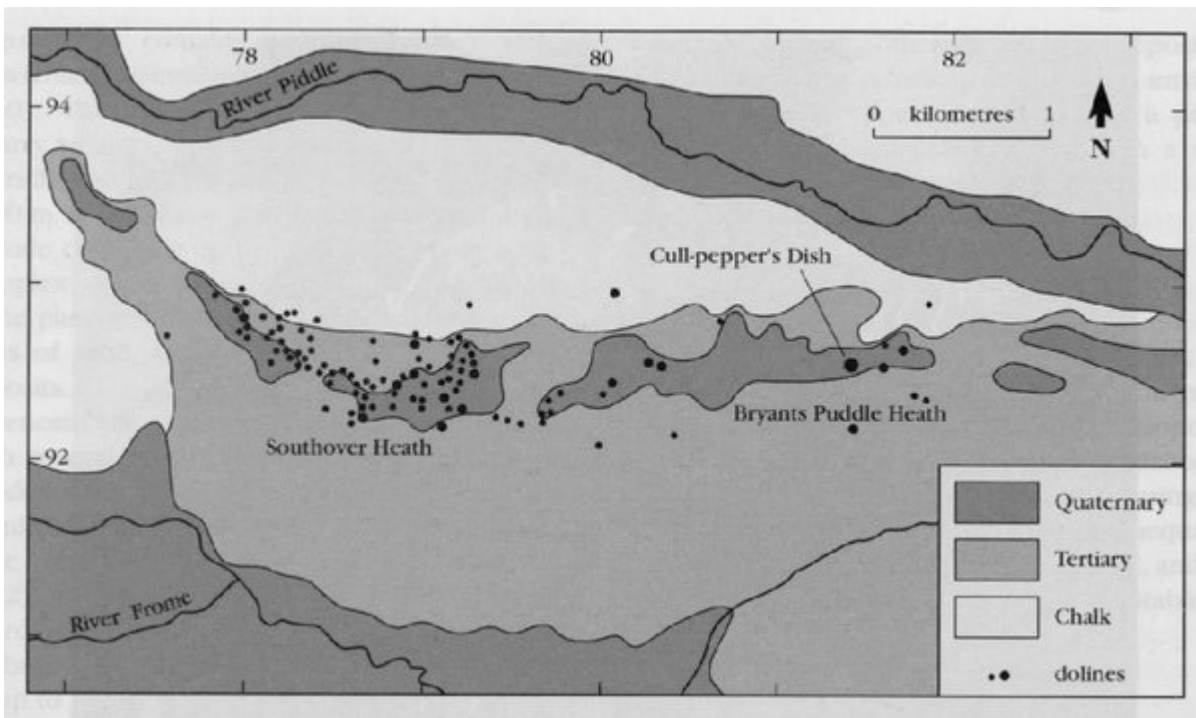 78 80 82
River Piddle
94
0 kilometres 1
N
Cull-pepper's Dish
Bryants Puddle Heath
Southover Heath
92
Quaternary
Tertiary
River Frome
Chalk
dolines